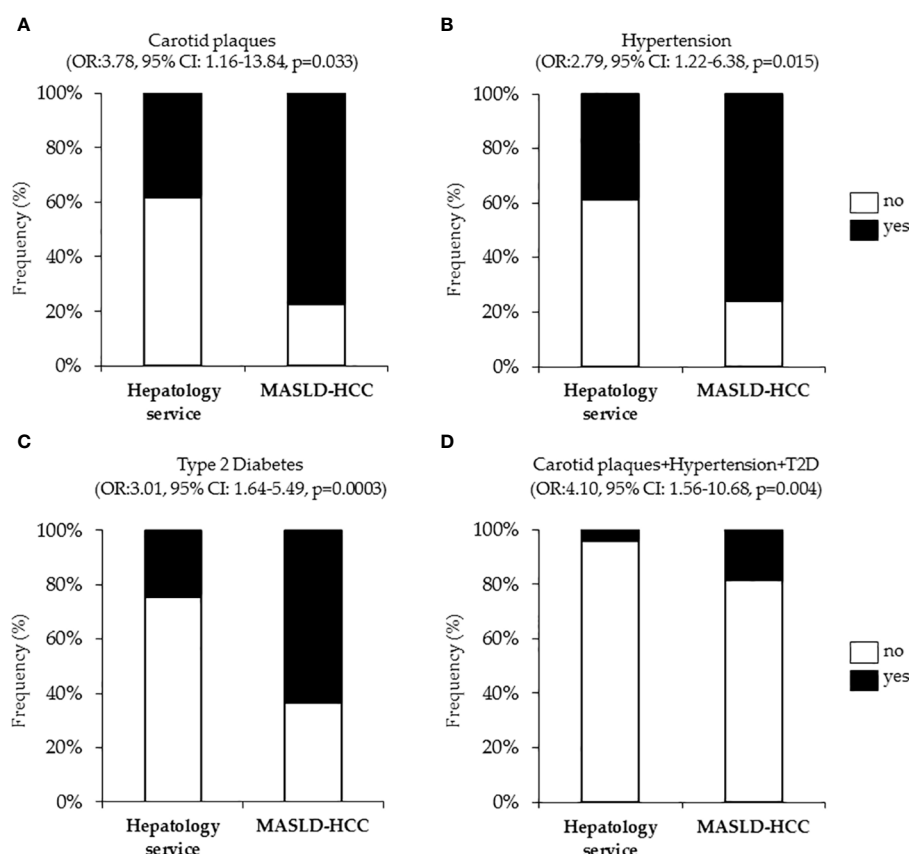 A
Carotid plaques
(OR:3.78, 95% CI: 1.16-13.84, p=0.033)
100%
80%
60%
40%
20%
0%
Frequency (%)
Hepatology
service
MASLD-HCC
B
Hypertension
(OR:2.79, 95% CI: 1.22-6.38, p=0.015)
100%
80%
60%
40%
20%
0%
Frequency (%)
Hepatology
service
MASLD-HCC
no
yes
C
Type 2 Diabetes
(OR:3.01, 95% CI: 1.64-5.49, p=0.0003)
100%
80%
60%
40%
20%
0%
Frequency (%)
Hepatology
service
MASLD-HCC
D
Carotid plaques+Hypertension+T2D
(OR:4.10, 95% CI: 1.56-10.68, p=0.004)
100%
80%
60%
40%
20%
0%
Frequency (%)
Hepatology
service
MASLD-HCC
no
yes